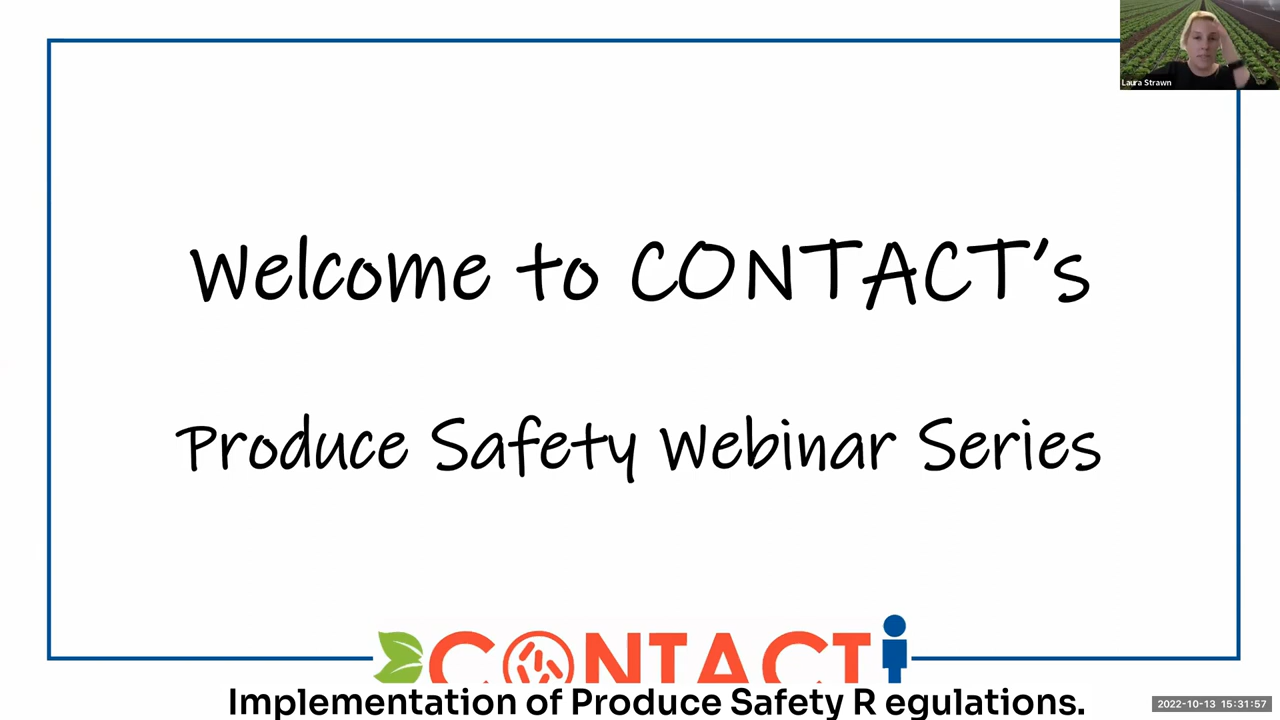 Laura Strawn
Welcome to CONTACT's
Produce Safety Webinar Series
CONTACT
Implementation of Produce Safety R egulations.
2022-10-13 15:31:57